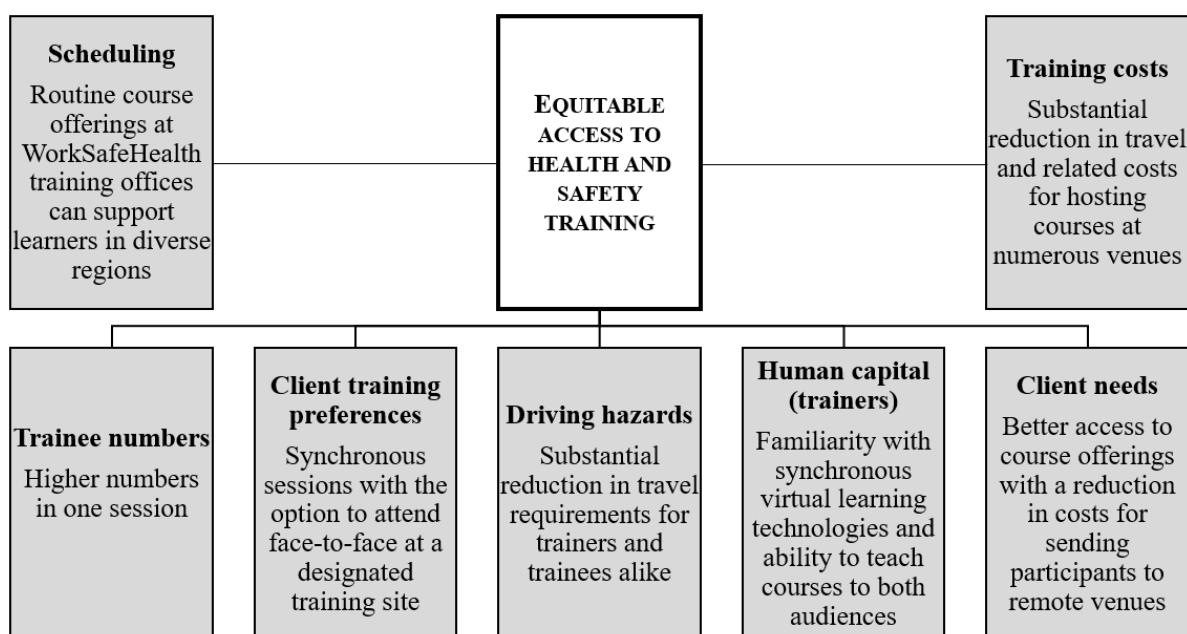 Scheduling
Routine course
offerings at
WorkSafeHealth
training offices
can support
learners in diverse
regions
EQUITABLE
ACCESS TO
HEALTH AND
SAFETY
TRAINING
Training costs
Substantial
reduction in travel
and related costs
for hosting
courses at
numerous venues
Trainee numbers
Higher numbers
in one session
Client training
preferences
Synchronous
sessions with the
option to attend
face-to-face at a
designated
training site
Driving hazards
Substantial
reduction in travel
requirements for
trainers and
trainees alike
Human capital
(trainers)
Familiarity with
synchronous
virtual learning
technologies and
ability to teach
courses to both
audiences
Client needs
Better access to
course offerings
with a reduction
in costs for
sending
participants to
remote venues